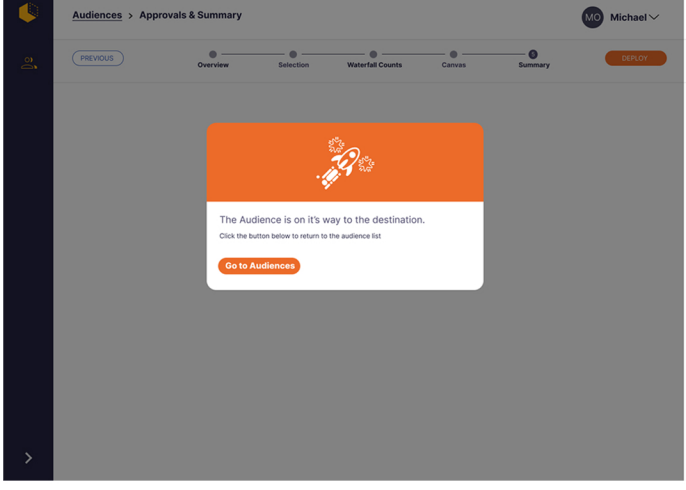 Audiences > Approvals & Summary
MO Michael
PREVIOUS
Overview
Selection
Waterfall Counts
Canvas
5
Summary
DEPLOY
The Audience is on it's way to the destination.
Click the button below to return to the audience list
Go to Audiences